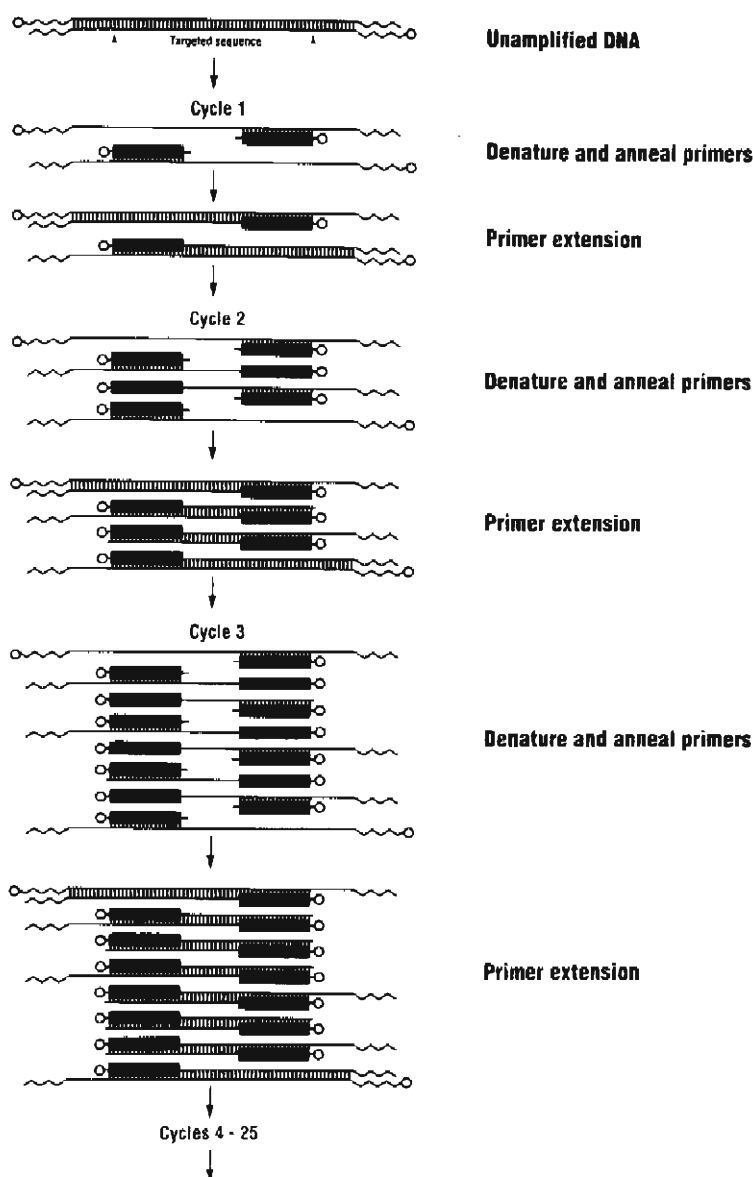 Unamplified DNA
Targeted sequence
Cycle 1
Denature and anneal primers
Primer extension
Cycle 2
Denature and anneal primers
Primer extension
Cycle 3
Denature and anneal primers
Primer extension
Cycles 4 - 25